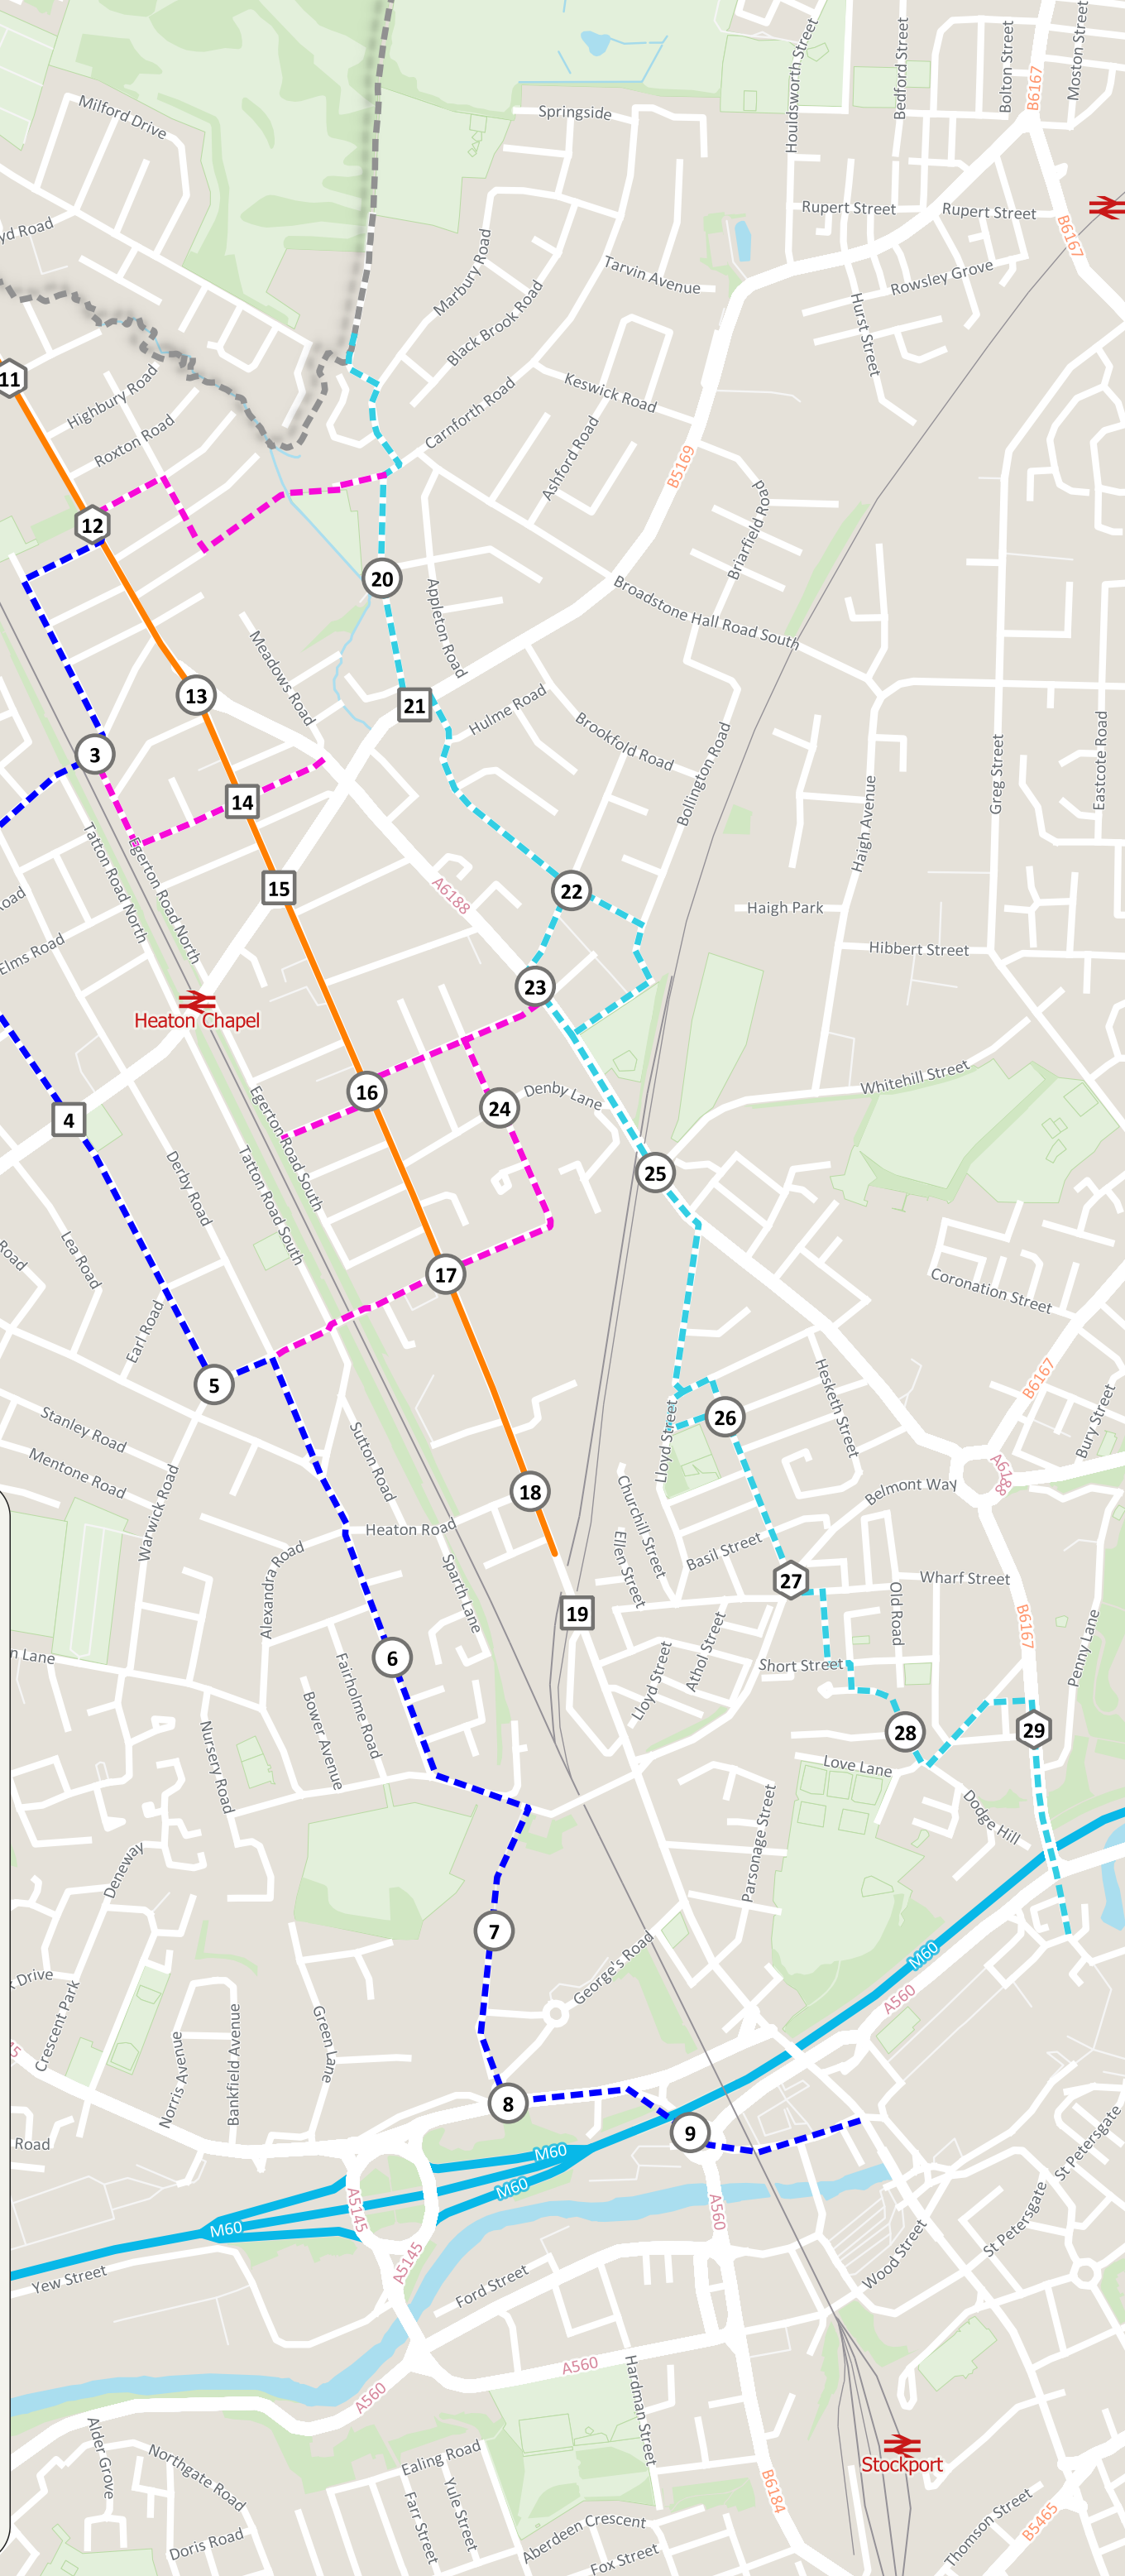 Houldsworth Street
Bedford Street
Bolton Street
B6167
Moston Street
Milford Drive
Springside
yd Road
Rupert Street
Rupert Street
B6167
Marbury Road
Tarvin Avenue
Rowsley Grove
Black Brook Road
Hurst Street
11
Highbury Road
Keswick Road
Carnforth Road
Roxton Road
Ashford Road
B5169
12
Briarfield Road
20
Broadstone Hall Road South
Appleton Road
Meadows Road
13
21
Hulme Road
Brookfold Road
3
Bollington Road
Greg Street
Eastcote Road
14
Haigh Avenue
Tatton Road North
Egerton Road North
15
A6188
22
oad
Haigh Park
Elms Road
Hibbert Street
23
Heaton Chapel
Whitehill Street
16
Denby Lane
24
4
Egerton Road South
25
Derby Road
Tatton Road South
Lea Road
Road
17
Coronation Street
Earl Road
5
B6167
Hesketh Street
26
Stanley Road
Lloyd Street
Bury Street
Sutton Road
Mentone Road
A6188
Belmont Way
18
Warwick Road
Churchill Street
Heaton Road
Basil Street
Alexandra Road
Ellen Street
Sparth Lane
27
Wharf Street
19
Old Road
B6167
Penny Lane
n Lane
6
Athol Street
Short Street
Fairholme Road
Lloyd Street
Bower Avenue
28
29
Nursery Road
Love Lane
Dodge Hill
Parsonage Street
Deneway
7
George's Road
M60
t Drive
A560
Crescent Park
Green Lane
Norris Avenue
Bankfield Avenue
8
9
Road
St Petersgate
M60
M60
A5145
A560
M60
St Petersgate
A5145
Wood Street
Yew Street
Ford Street
A560
A560
Hardman Street
Stockport
Alder Grove
Northgate Road
Ealing Road
B6184
Yule Street
Farr Street
Thomson Street
B5465
Aberdeen Crescent
Doris Road
Fox Street